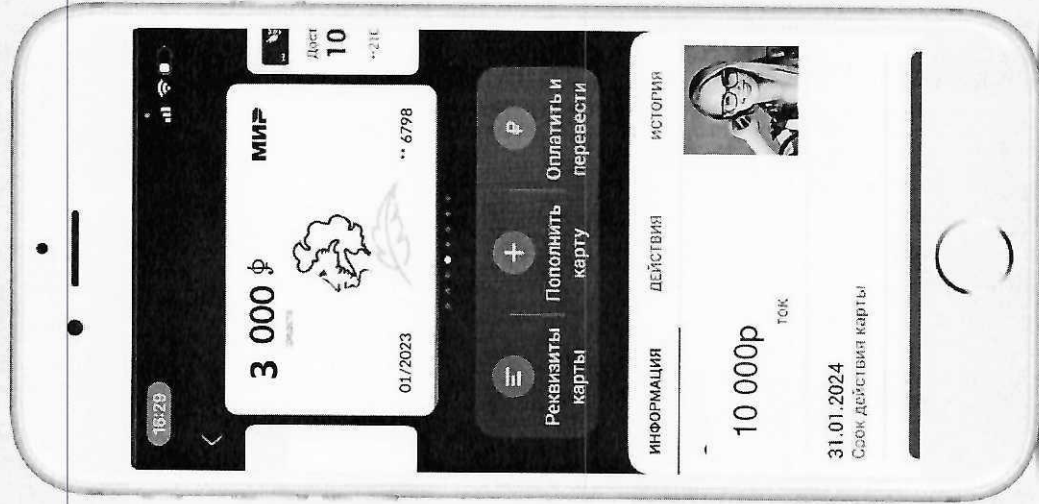 16:29
3 000 ф
МИР
01/2023
·· 6798
Дост
10
··210
Реквизиты
карты
Пополнить
карту
Оплатить и
перевести
ИНФОРМАЦИЯ
ДЕЙСТВИЯ
ИСТОРИЯ
10 000р
ток
31.01.2024
Срок действия карты